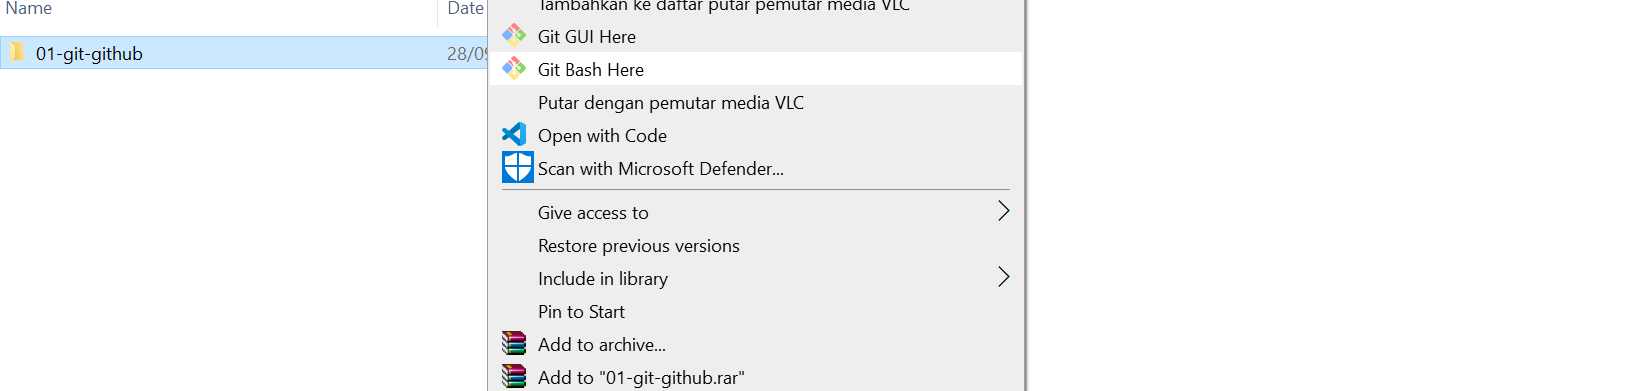 Name
Date
Tambahkan ke daftar putar pemutar media VLC
Git GUI Here
01-git-github
28/09
Git Bash Here
Putar dengan pemutar media VLC
Open with Code
Scan with Microsoft Defender...
Give access to
Restore previous versions
Include in library
Pin to Start
Add to archive...
Add to "01-git-github.rar"